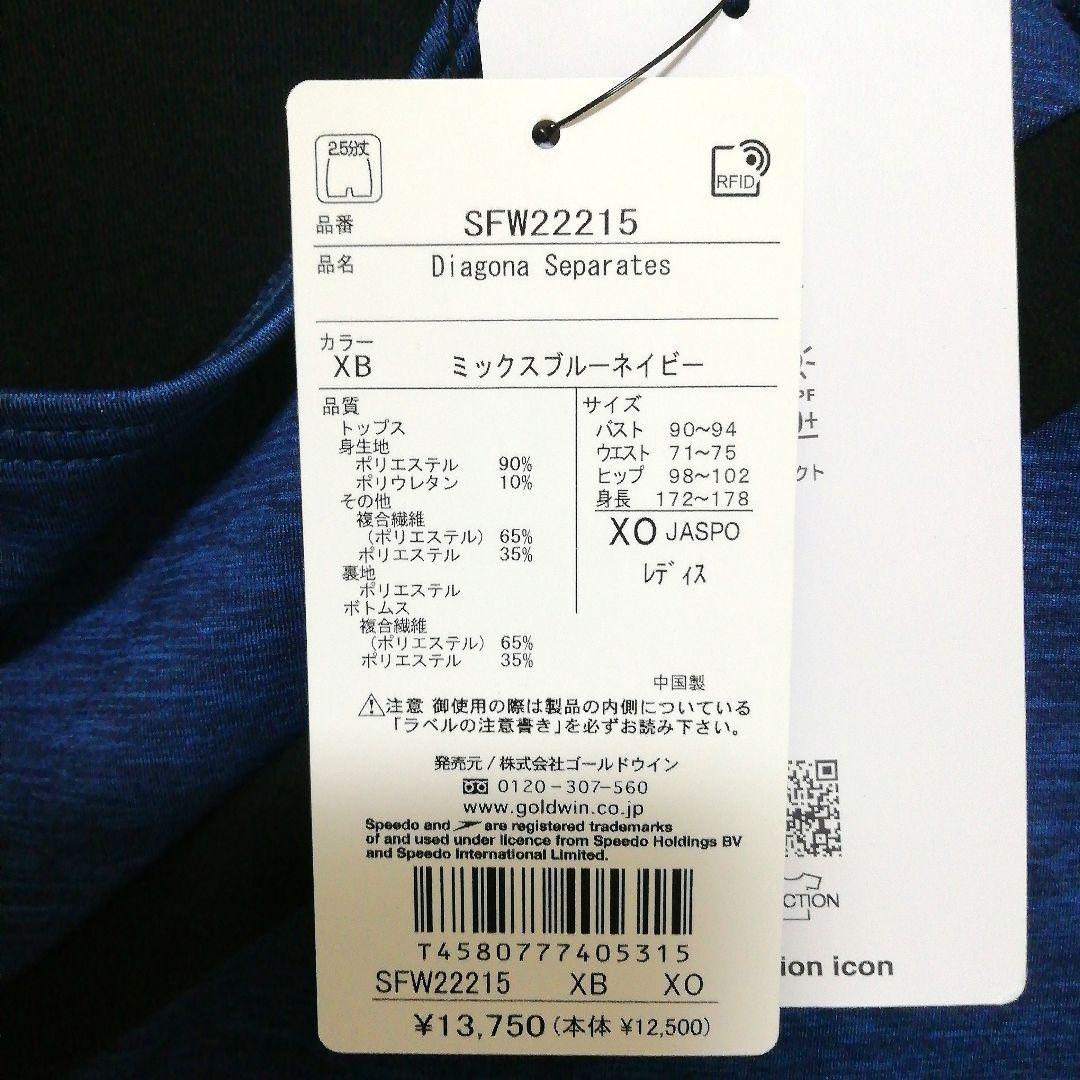 2.5分丈
RFID
品番 SFW22215
品名 Diagona Separates
カラー
XB ミックスブルーネイビー
品質
トップス
身生地
ポリエステル 90%
ポリウレタン 10%
その他
複合繊維
(ポリエステル) 65%
ポリエステル 35%
裏地
ポリエステル
ボトムス
複合繊維
(ポリエステル) 65%
ポリエステル 35%
サイズ
バスト 90~94
ウエスト 71~75
ヒップ 98~102
身長 172~178
XO JASPO
レディス
中国製
⚠注意 御使用の際は製品の内側についている
「ラベルの注意書き」を必ずお読み下さい。
発売元/株式会社ゴールドウイン
0120-307-560
www.goldwin.co.jp
Speedo and are registered trademarks
of and used under licence from Speedo Holdings BV
and Speedo International Limited.
T4580777405315
SFW22215 XB XO
¥13,750(本体 ¥12,500)
PF
+
クト
CTION
ion icon